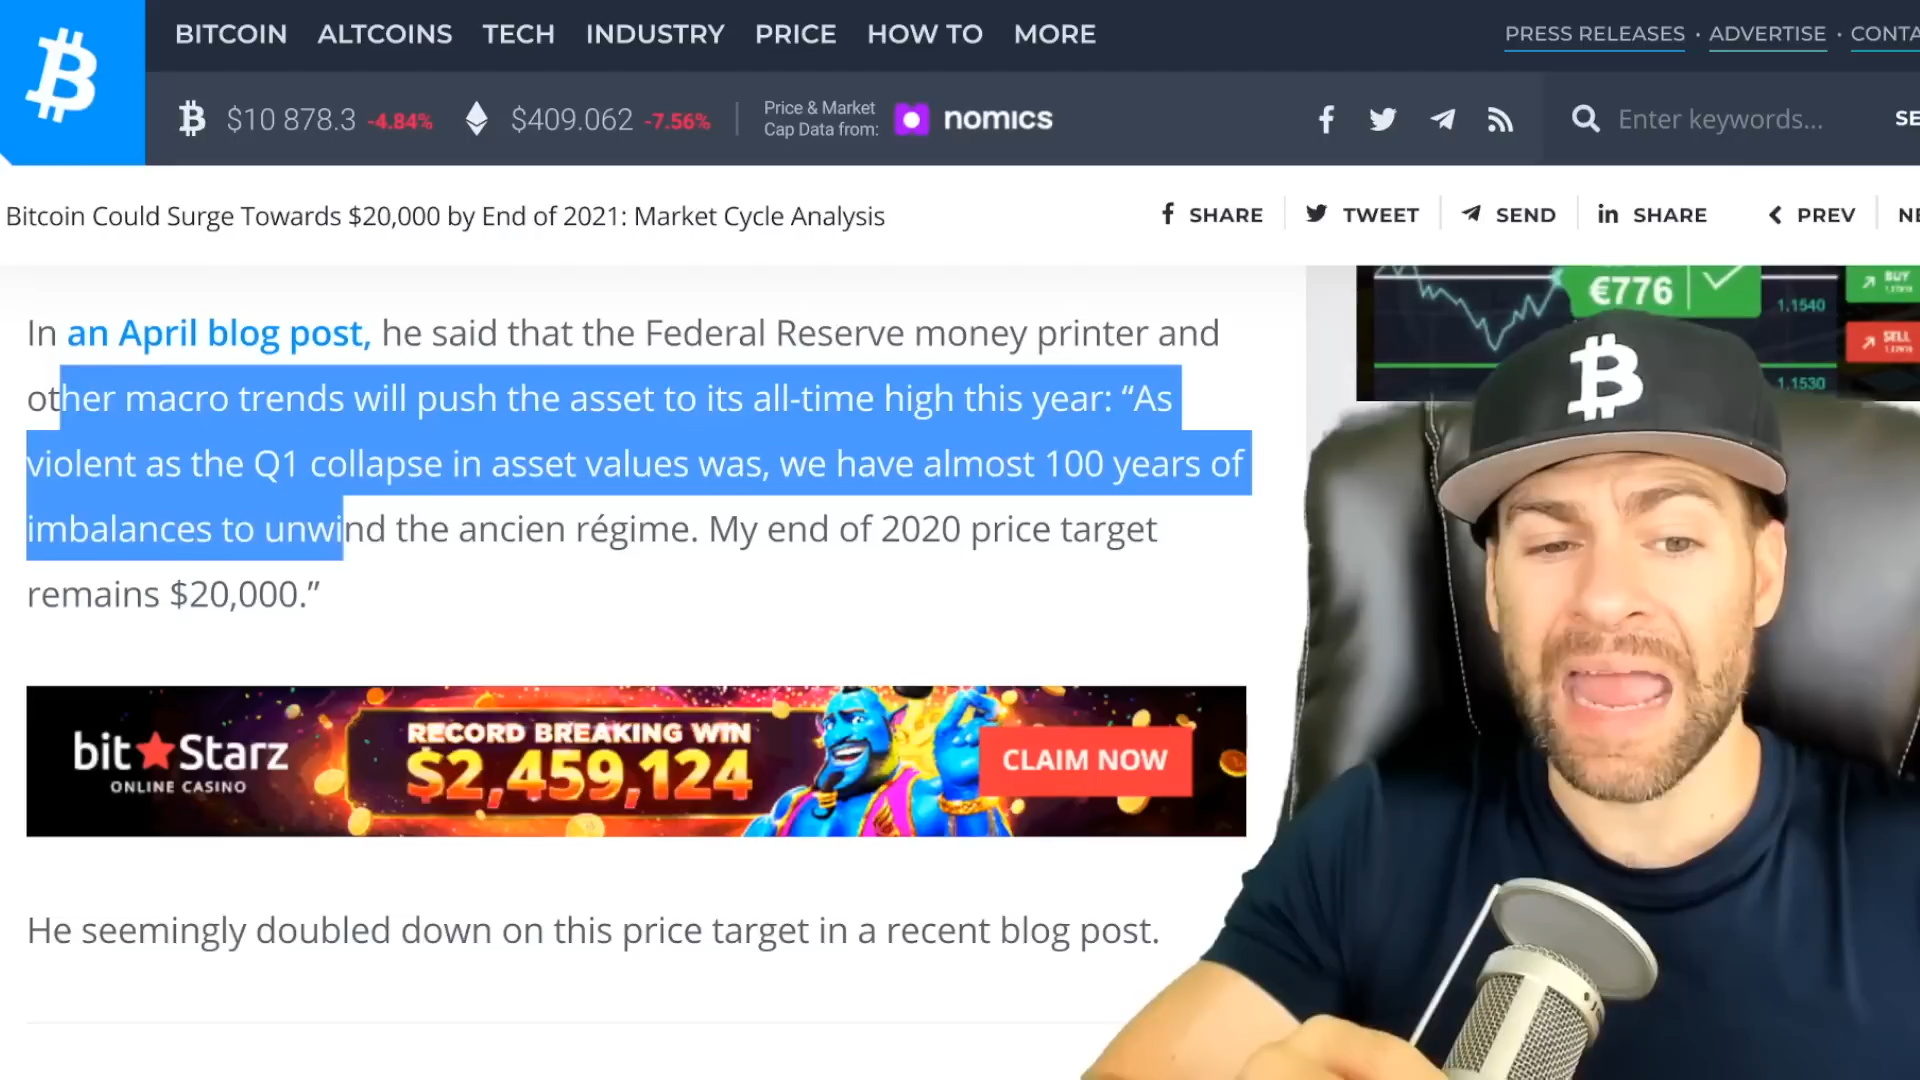 BITCOIN ALTCOINS TECH INDUSTRY PRICE HOW TO MORE
PRESS RELEASES · ADVERTISE ·
$10 878.3 -4.84% $409.062 -7.56%
Price & Market
Cap Data from:
nomics
Enter keywords...
Bitcoin Could Surge Towards $20,000 by End of 2021: Market Cycle Analysis
SHARE TWEET SEND SHARE PREV
In an April blog post, he said that the Federal Reserve money printer and
other macro trends will push the asset to its all-time high this year: “As
violent as the Q1 collapse in asset values was, we have almost 100 years of
imbalances to unwind the ancien régime. My end of 2020 price target
remains $20,000.”
€776
BUY
1.1540
SELL
1.1530
bit Starz
ONLINE CASINO
RECORD BREAKING WIN
$2,459,124
CLAIM NOW
He seemingly doubled down on this price target in a recent blog post.